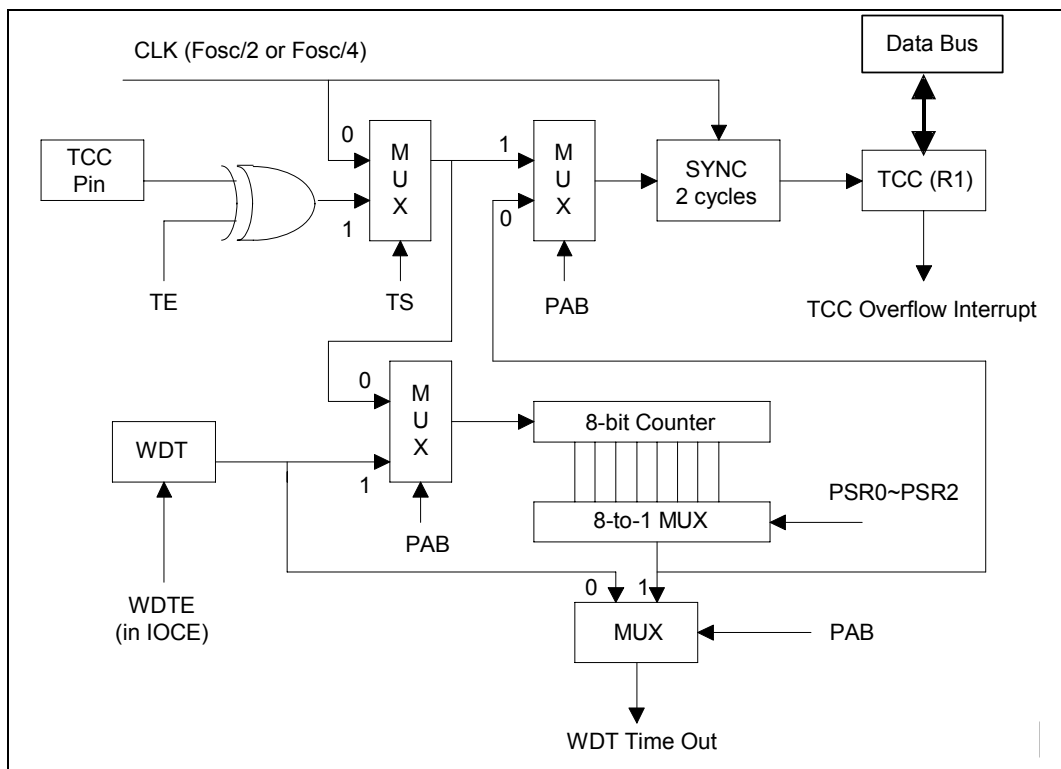 CLK (Fosc/2 or Fosc/4)
Data Bus
TCC
Pin
0
1
M
U
X
1
0
M
U
X
SYNC
2 cycles
TCC (R1)
TE
TS
PAB
TCC Overflow Interrupt
0
1
M
U
X
8-bit Counter
WDT
PSR0~PSR2
8-to-1 MUX
PAB
WDTE
(in IOCE)
0
1
MUX
PAB
WDT Time Out